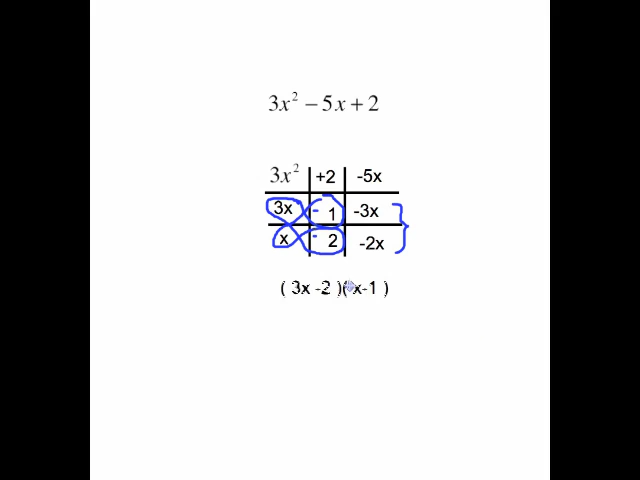 3x² − 5x + 2
3x² +2 -5x
3x - 1 -3x
x - 2 -2x
( 3x -2 )( x-1 )